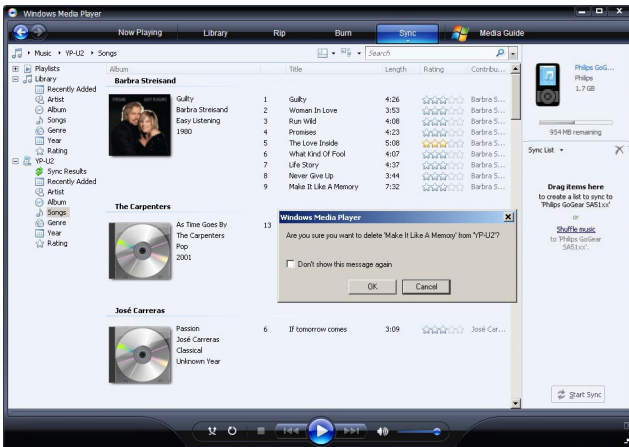 Windows Media Player
Now Playing Library Rip Burn Sync Media Guide
Music YP-U2 Songs Search
Playlists
Library
Recently Added
Artist
Album
Songs
Genre
Year
Rating
YP-U2
Sync Results
Recently Added
Artist
Album
Songs
Genre
Year
Rating
Album Title Length Rating Contribu...
Barbra Streisand
Guilty 1 Guilty 4:26 Barbra S...
Barbra Streisand 2 Woman In Love 3:53 Barbra S...
Easy Listening 3 Run Wild 4:08 Barbra S...
1980 4 Promises 4:23 Barbra S...
5 The Love Inside 5:08 Barbra S...
6 What Kind Of Fool 4:07 Barbra S...
7 Life Story 4:37 Barbra S...
8 Never Give Up 3:44 Barbra S...
9 Make It Like A Memory 7:32 Barbra S...
The Carpenters
As Time Goes By 13
The Carpenters
Pop
2001
José Carreras
Passion 6 If tomorrow comes 3:09 José Car...
José Carreras
Classical
Unknown Year
Windows Media Player
Are you sure you want to delete 'Make It Like A Memory' from "YP-U2"?
Don't show this message again
OK Cancel
Philips GoG...
Philips
1.7 GB
954 MB remaining
Sync List
Drag items here
to create a list to sync to
'Philips GoGear SA51xx'
or
Shuffle music
to 'Philips GoGear
SA51xx'.
Start Sync